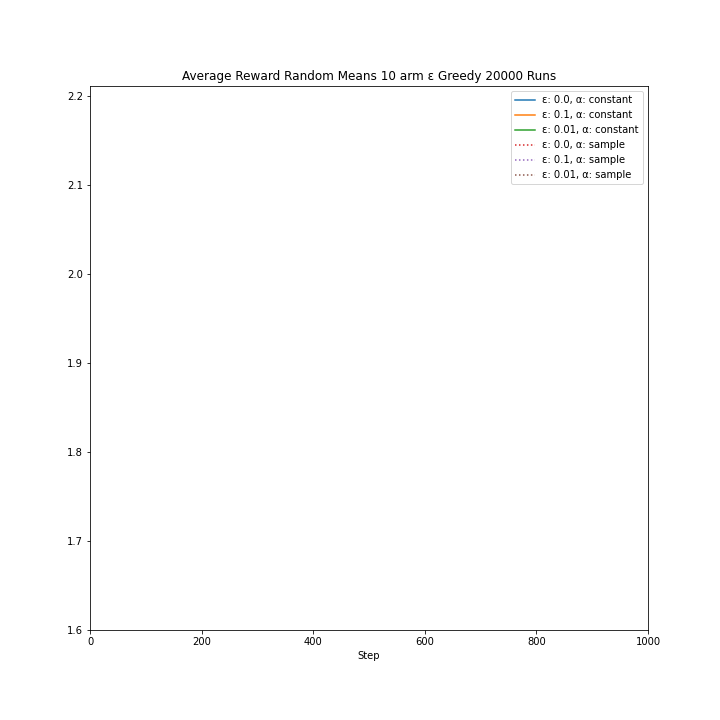 Average Reward Random Means 10 arm ε Greedy 20000 Runs
ε: 0.0, α: constant
ε: 0.1, α: constant
ε: 0.01, α: constant
ε: 0.0, α: sample
ε: 0.1, α: sample
ε: 0.01, α: sample
2.2
2.1
2.0
1.9
1.8
1.7
1.6
0 200 400 600 800 1000
Step